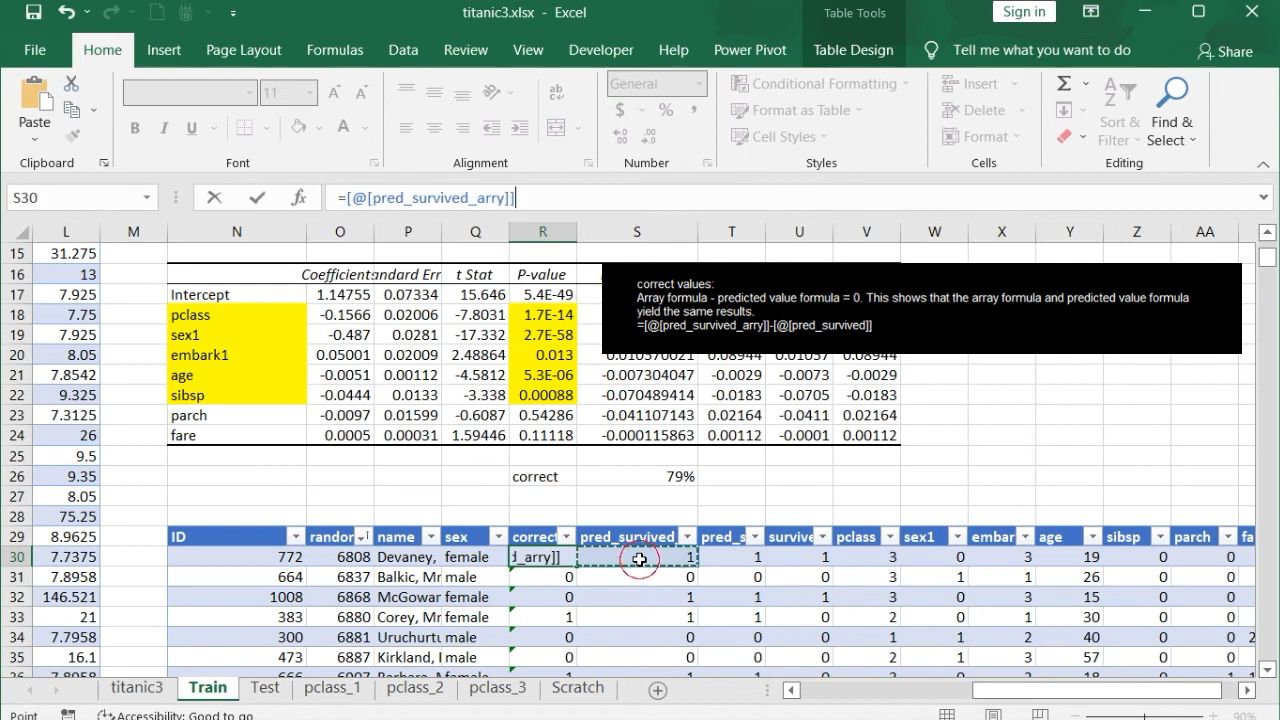 titanic3.xlsx - Excel
Table Tools
Sign in
File Home Insert Page Layout Formulas Data Review View Developer Help Power Pivot Table Design Tell me what you want to do Share
Paste
11
B I U
A A
A
ab
General
$ % ,
Conditional Formatting
Format as Table
Cell Styles
Insert
Delete
Format
Sort & Filter
Find & Select
Clipboard Font Alignment Number Styles Cells Editing
S30 fx =[@[pred_survived_arry]]
L M N O P Q R S T U V W X Y Z AA
correct values:
Array formula - predicted value formula = 0. This shows that the array formula and predicted value formula
yield the same results.
=[@[pred_survived_arry]]-[@[pred_survived]]
15 31.275
16 13 Coefficients ndard Err t Stat P-value
17 7.925 Intercept 1.14755 0.07334 15.646 5.4E-49
18 7.75 pclass -0.1566 0.02006 -7.8031 1.7E-14
19 7.925 sex1 -0.487 0.0281 -17.332 2.7E-58
20 8.05 embark1 0.05001 0.02009 2.48864 0.013 0.010570021 0.08944 0.01057 0.08944
21 7.8542 age -0.0051 0.00112 -4.5812 5.3E-06 -0.007304047 -0.0029 -0.0073 -0.0029
22 9.325 sibsp -0.0444 0.0133 -3.338 0.00088 -0.070489414 -0.0183 -0.0705 -0.0183
23 7.3125 parch -0.0097 0.01599 -0.6087 0.54286 -0.041107143 0.02164 -0.0411 0.02164
24 26 fare 0.0005 0.00031 1.59446 0.11118 -0.000115863 0.00112 -0.0001 0.00112
25 9.5
26 9.35 correct 79%
27 8.05
28 75.25
29 8.9625 ID random name sex correct pred_survived pred_s survive pclass sex1 embar age sibsp parch fa
30 7.7375 772 6808 Devaney, female d_arry]] 1 1 1 3 0 3 19 0 0
31 7.8958 664 6837 Balkic, Mr male 0 0 0 0 3 1 1 26 0 0
32 146.521 1008 6868 McGowan female 0 1 1 1 3 0 3 15 0 0
33 21 383 6880 Corey, Mr female 1 1 1 0 2 0 1 30 0 0
34 7.7958 300 6881 Uruchurtu male 0 0 0 0 1 1 2 40 0 0 2
35 16.1 473 6887 Kirkland, male 0 0 0 0 2 1 3 57 0 0
titanic3 Train Test pclass_1 pclass_2 pclass_3 Scratch
Point Accessibility: Good to go 90%